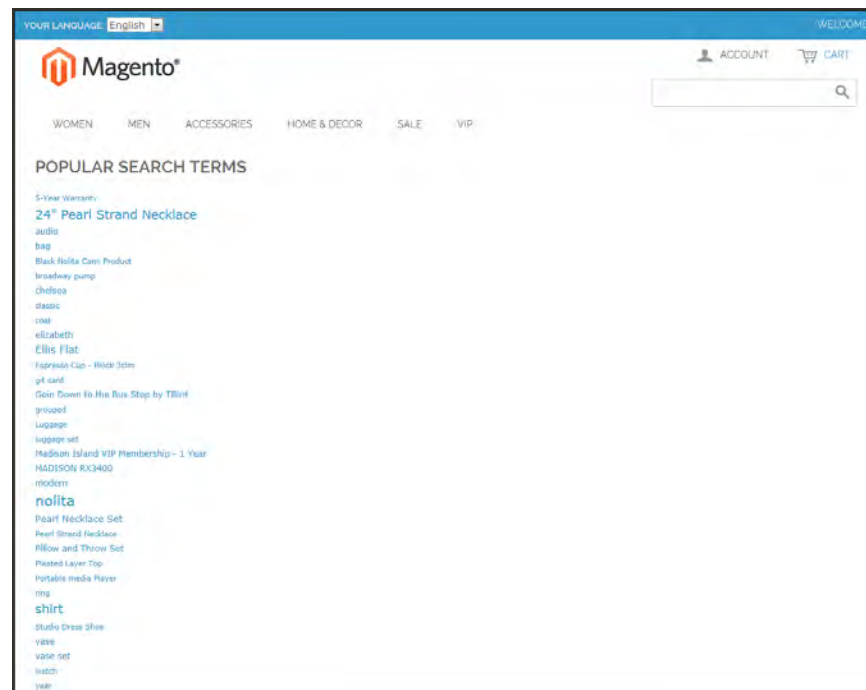 YOUR LANGUAGE: English WELCOME
Magento®
ACCOUNT CART
WOMEN MEN ACCESSORIES HOME & DECOR SALE VIP
POPULAR SEARCH TERMS
5-Year Warranty
24" Pearl Strand Necklace
audio
bag
Black Nolita Cami Product
broadway pump
chelsea
classic
coat
elizabeth
Ellis Flat
Espresso Cup -
gift card
Goin Down to the Bus Stop by
grouped
Luggage
luggage set
Madison Island VIP Membership - 1 Year
MADISON RX3400
modern
nolita
Pearl Necklace Set
Pearl Strand Necklace
Pillow and Throw Set
Pleated Layer Top
Portable media Player
ring
shirt
Studio Dress Shoe
vase
vase set
watch
year